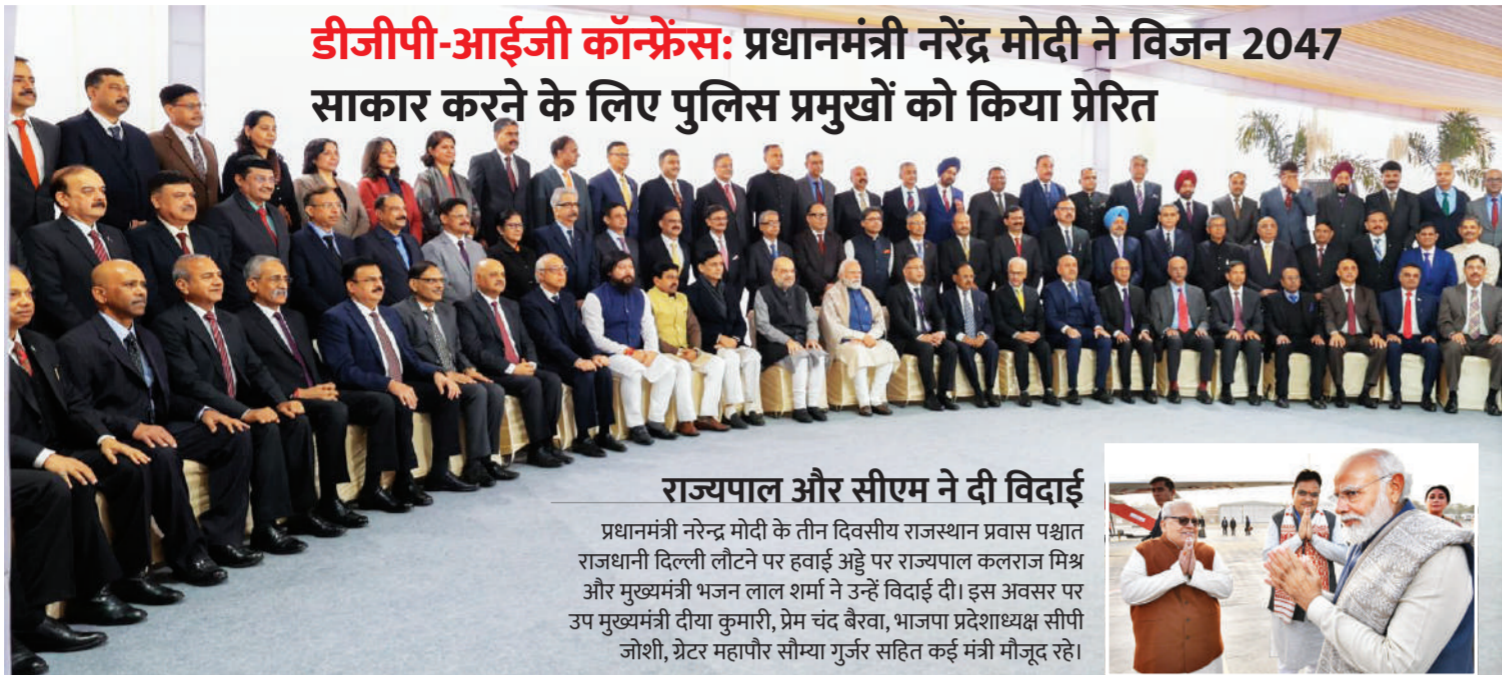 डीजीपी-आईजी कॉन्फ्रेंस: प्रधानमंत्री नरेंद्र मोदी ने विजन 2047
साकार करने के लिए पुलिस प्रमुखों को किया प्रेरित
राज्यपाल और सीएम ने दी विदाई
प्रधानमंत्री नरेन्द्र मोदी के तीन दिवसीय राजस्थान प्रवास पश्चात
राजधानी दिल्ली लौटने पर हवाई अड्डे पर राज्यपाल कलराज मिश्र
और मुख्यमंत्री भजन लाल शर्मा ने उन्हें विदाई दी। इस अवसर पर
उप मुख्यमंत्री दीया कुमारी, प्रेम चंद बैरवा, भाजपा प्रदेशाध्यक्ष सीपी
जोशी, ग्रेटर महापौर सौम्या गुर्जर सहित कई मंत्री मौजूद रहे।